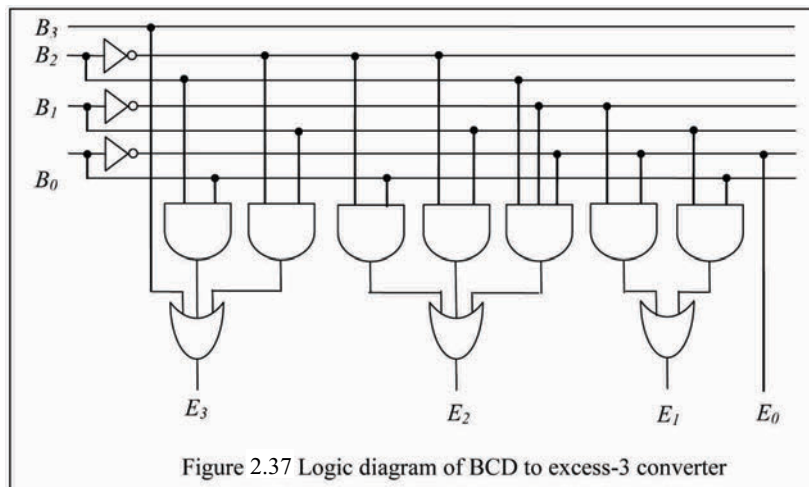 B3
B2
B1
B0
E3
E2
E1
E0
Figure 2.37 Logic diagram of BCD to excess-3 converter